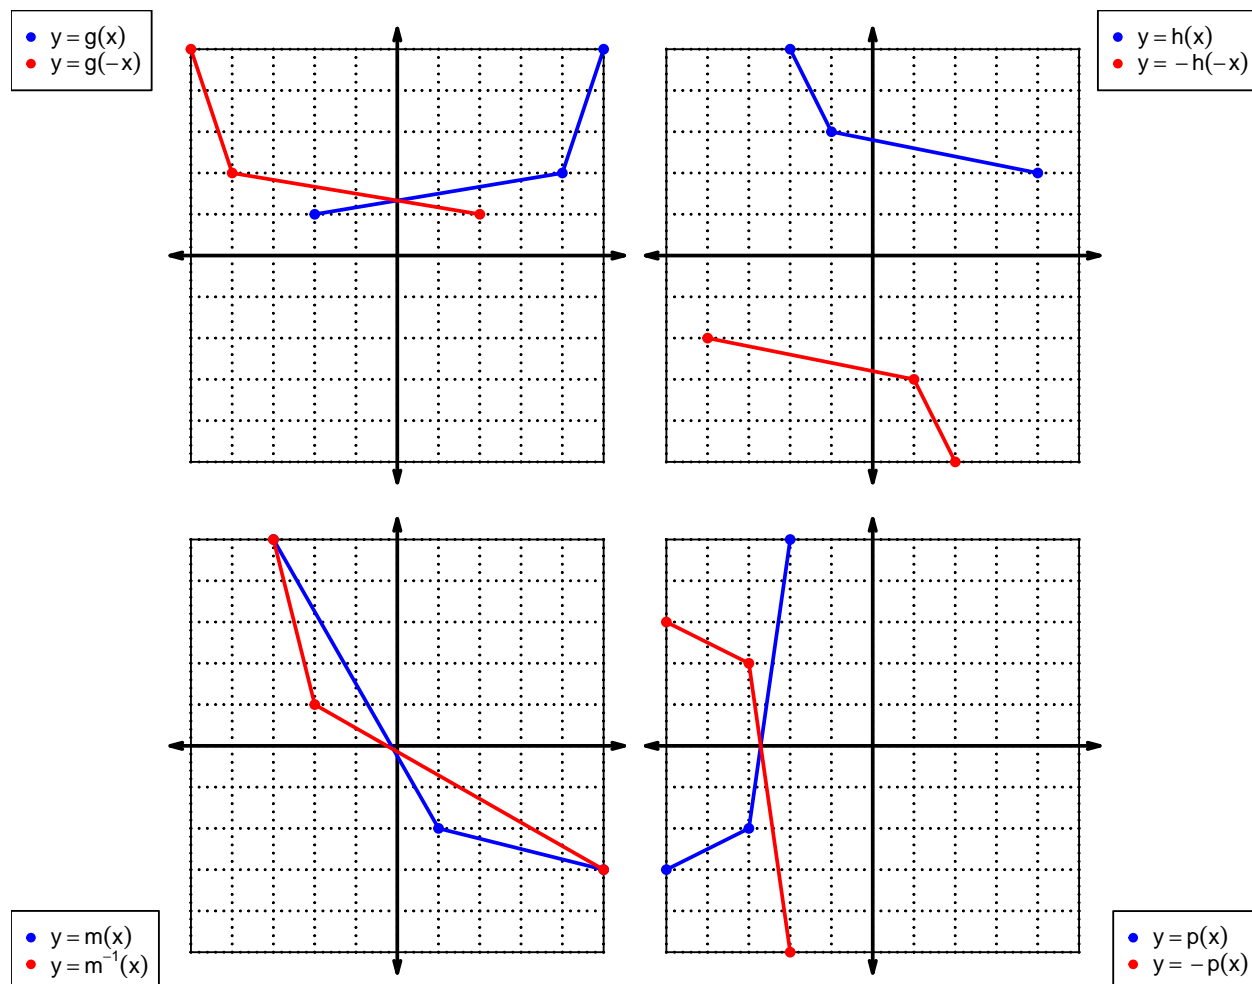 y = g(x)
y = g(−x)
y = h(x)
y = −h(−x)
y = m(x)
y = m⁻¹(x)
y = p(x)
y = −p(x)